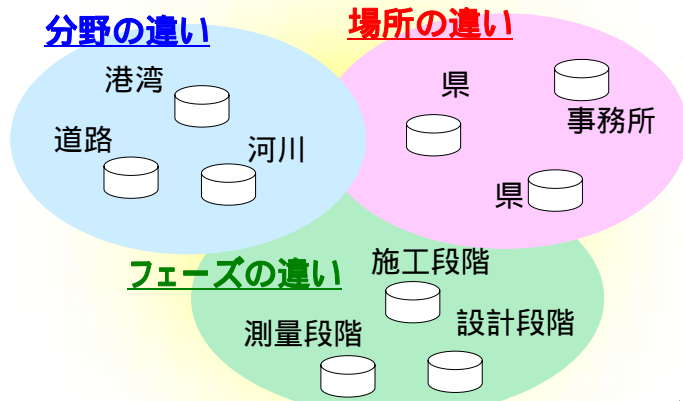 分野の違い
港湾
道路
河川
場所の違い
県
事務所
県
フェーズの違い
施工段階
測量段階
設計段階